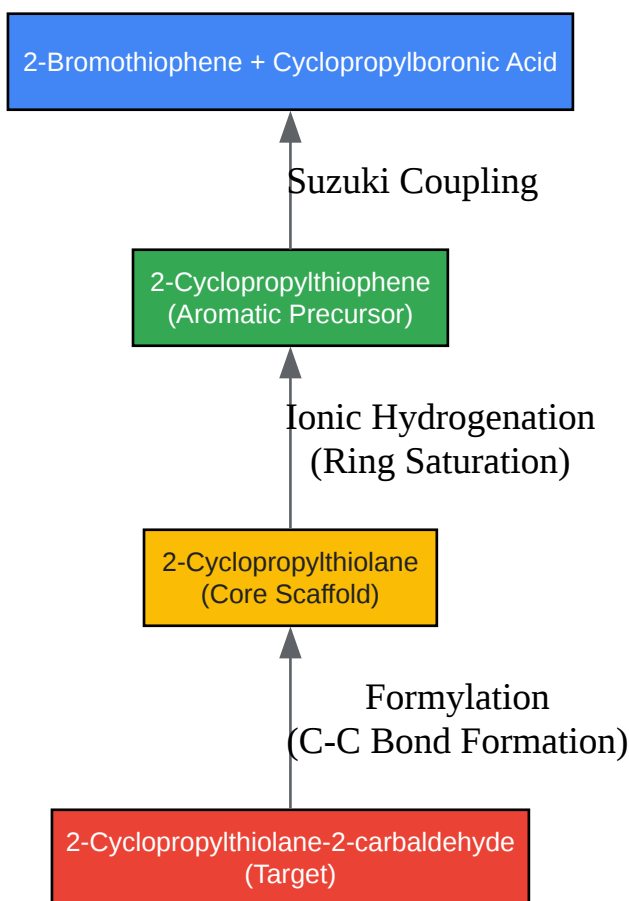 2-Bromothiophene + Cyclopropylboronic Acid
Suzuki Coupling
2-Cyclopropylthiophene
(Aromatic Precursor)
Ionic Hydrogenation
(Ring Saturation)
2-Cyclopropylthiolane
(Core Scaffold)
Formylation
(C-C Bond Formation)
2-Cyclopropylthiolane-2-carbaldehyde
(Target)